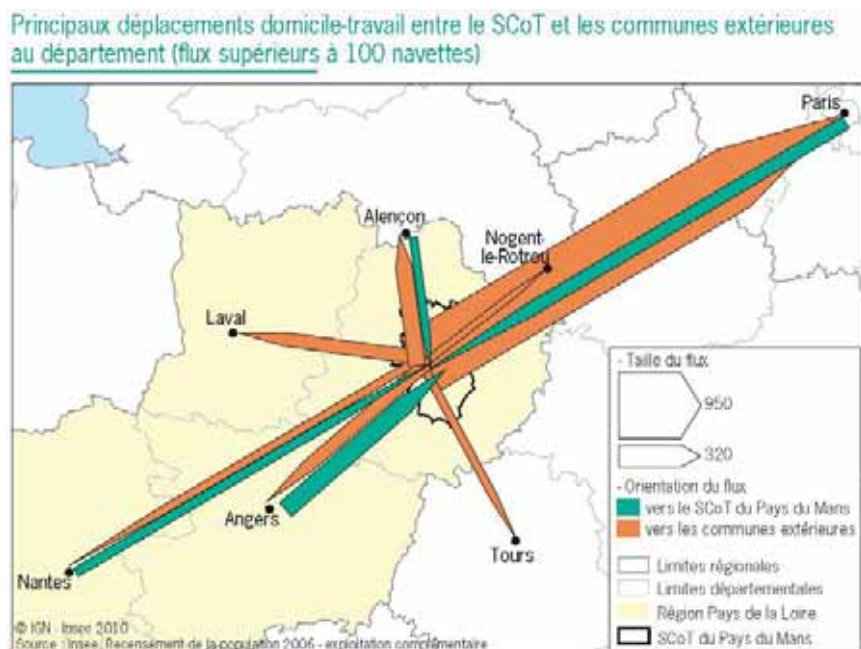 Principaux déplacements domicile-travail entre le SCoT et les communes extérieures
au département (flux supérieurs à 100 navettes)
Paris
Alençon
Nogent-
le-Rotrou
Laval
Angers
Tours
Nantes
- Taille du flux
950
320
- Orientation du flux
vers le SCoT du Pays du Mans
vers les communes extérieures
Limites régionales
Limites départementales
Région Pays de la Loire
SCoT du Pays du Mans
© IGN - Insee 2010
Source : Insee, Recensement de la population 2006 - exploitation complémentaire